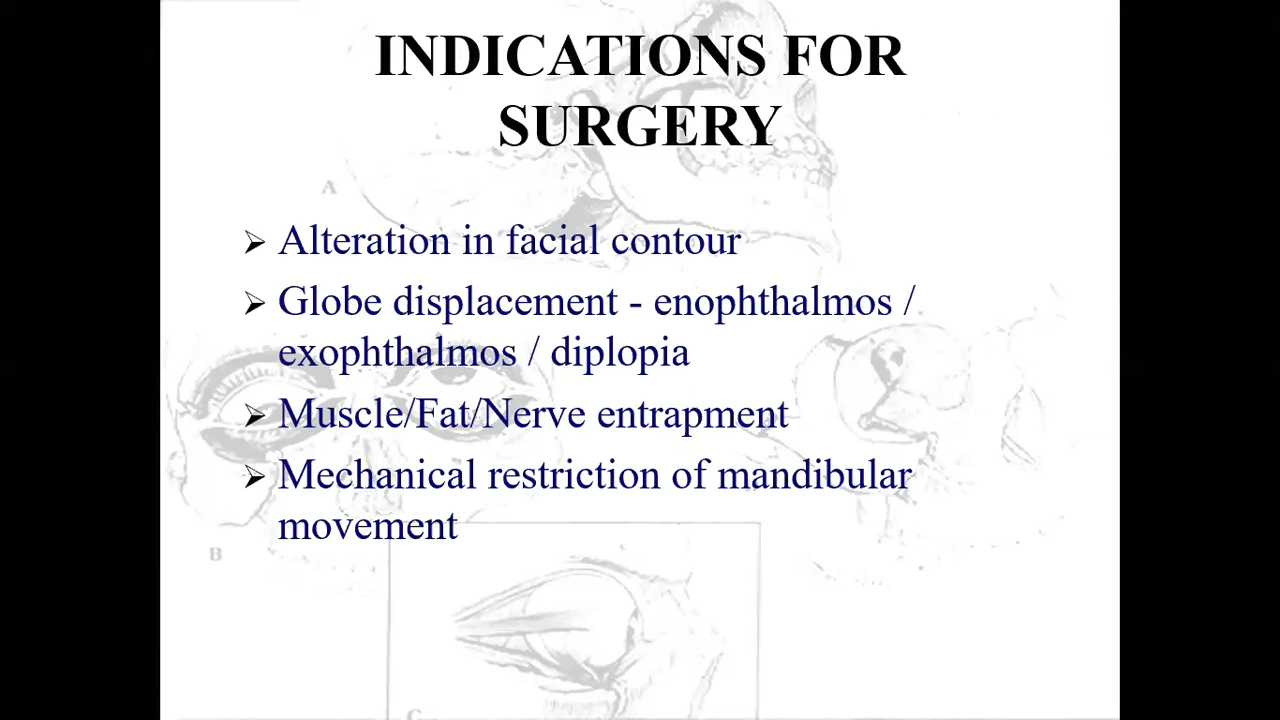 INDICATIONS FOR
SURGERY
A
➢ Alteration in facial contour
➢ Globe displacement - enophthalmos /
exophthalmos / diplopia
➢ Muscle/Fat/Nerve entrapment
➢ Mechanical restriction of mandibular
movement
B
C